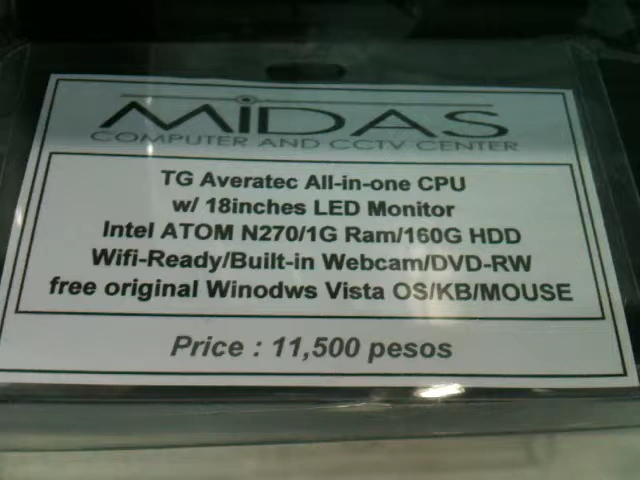 MiDAS
COMPUTER AND CCTV CENTER
TG Averatec All-in-one CPU
w/ 18inches LED Monitor
Intel ATOM N270/1G Ram/160G HDD
Wifi-Ready/Built-in Webcam/DVD-RW
free original Winodws Vista OS/KB/MOUSE
Price : 11,500 pesos